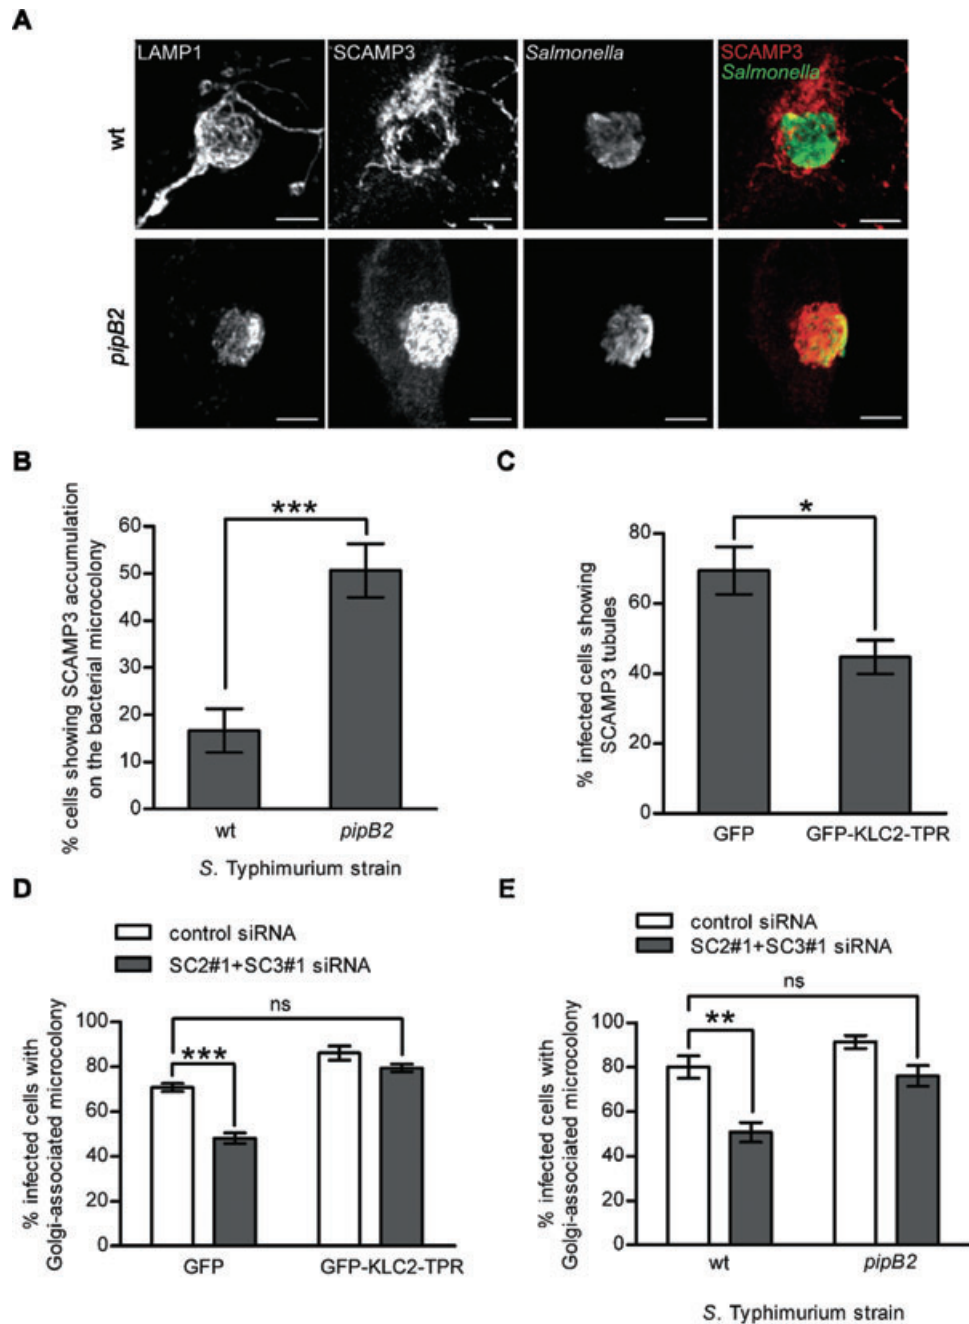 A
LAMP1
SCAMP3
Salmonella
SCAMP3
Salmonella
wt
pipB2
B
% cells showing SCAMP3 accumulation
on the bacterial microcolony
60
50
40
30
20
10
0
***
wt
pipB2
S. Typhimurium strain
C
% infected cells showing
SCAMP3 tubules
80
60
40
20
0
*
GFP
GFP-KLC2-TPR
D
control siRNA
SC2#1+SC3#1 siRNA
% infected cells with
Golgi-associated microcolony
100
80
60
40
20
0
ns
***
GFP
GFP-KLC2-TPR
E
control siRNA
SC2#1+SC3#1 siRNA
% infected cells with
Golgi-associated microcolony
100
80
60
40
20
0
ns
**
wt
pipB2
S. Typhimurium strain